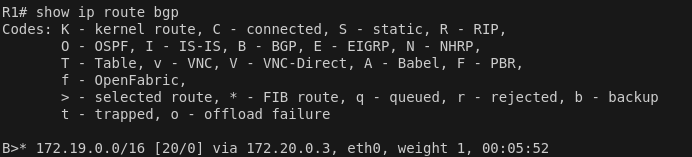 R1# show ip route bgp
Codes: K - kernel route, C - connected, S - static, R - RIP,
       O - OSPF, I - IS-IS, B - BGP, E - EIGRP, N - NHRP,
       T - Table, v - VNC, V - VNC-Direct, A - Babel, F - PBR,
       f - OpenFabric,
       > - selected route, * - FIB route, q - queued, r - rejected, b - backup
       t - trapped, o - offload failure

B>* 172.19.0.0/16 [20/0] via 172.20.0.3, eth0, weight 1, 00:05:52